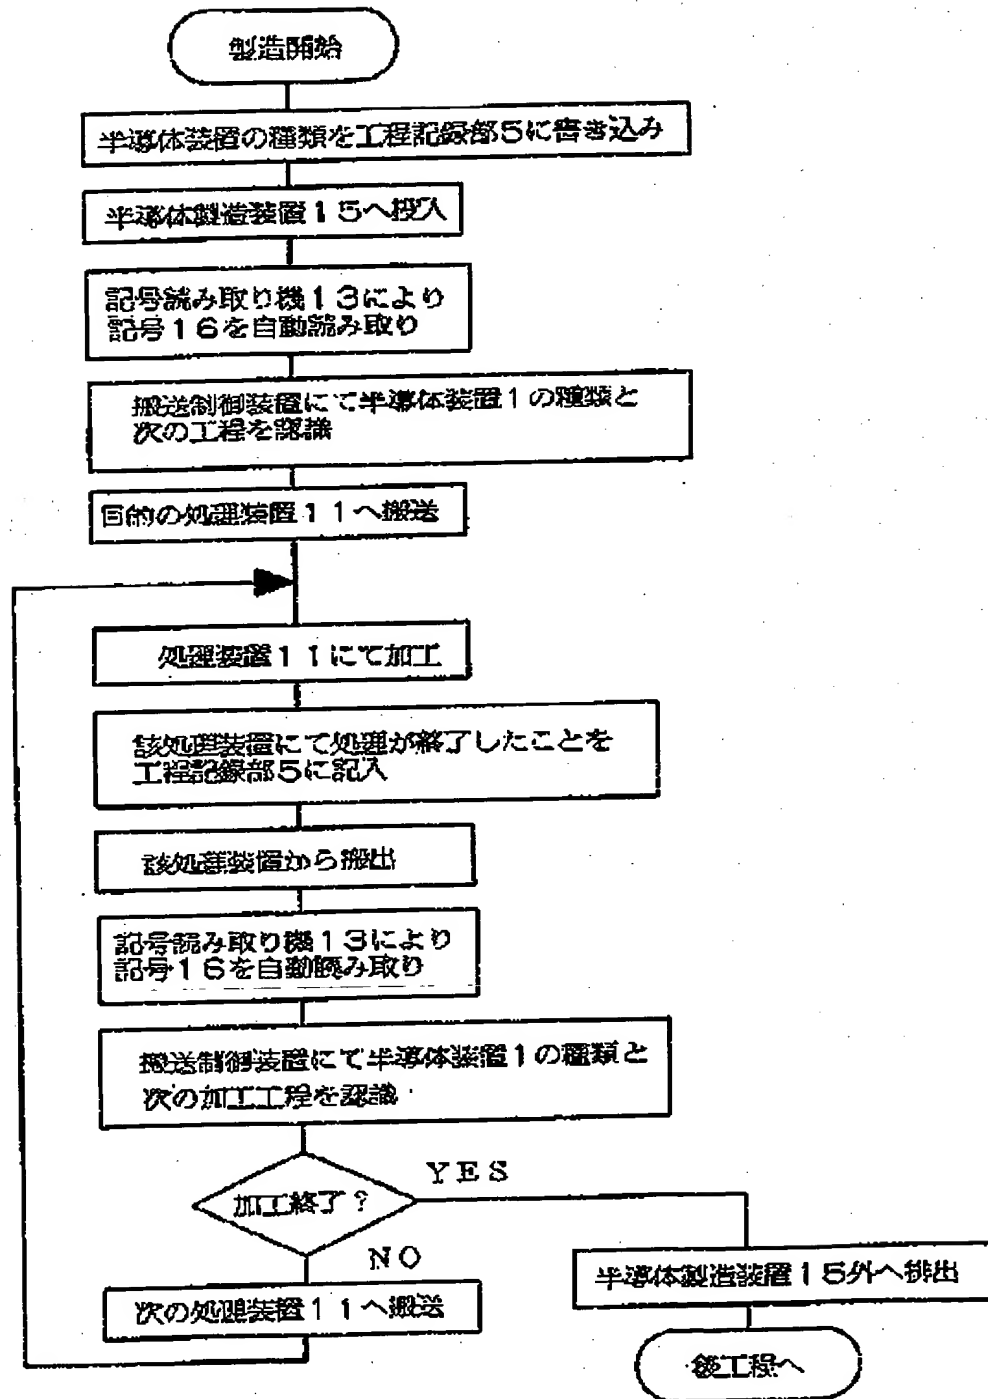 製造開始
半導体装置の種類を工程記録部5に書き込み
半導体製造装置15へ投入
記号読み取り機13により
記号16を自動読み取り
搬送制御装置にて半導体装置1の種類と
次の工程を認識
目的の処理装置11へ搬送
処理装置11にて加工
該処理装置にて処理が終了したことを
工程記録部5に記入
該処理装置から搬出
記号読み取り機13により
記号16を自動読み取り
搬送制御装置にて半導体装置1の種類と
次の加工工程を認識
加工終了?
YES
NO
半導体製造装置15外へ排出
次の処理装置11へ搬送
後工程へ